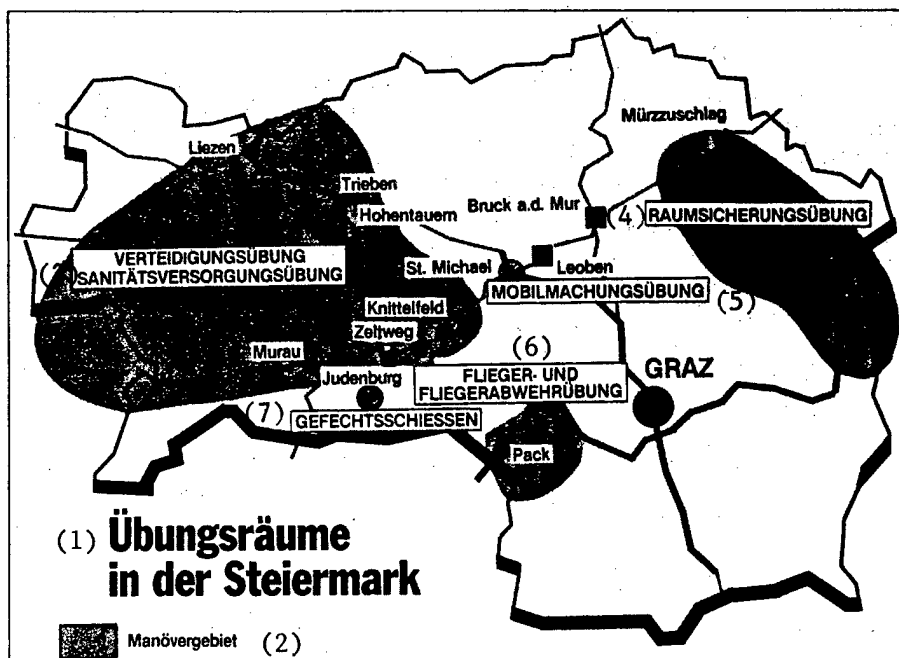 Mürzzuschlag
Liezen
Trieben
Bruck a.d. Mur
Hohentauern
(4) RAUMSICHERUNGSÜBUNG
VERTEIDIGUNGSÜBUNG
SANITÄTSVERSORGUNGSÜBUNG
St. Michael
Leoben
MOBILMACHUNGSÜBUNG
(5)
Knittelfeld
Zeltweg
(6)
Murau
FLIEGER- UND
FLIEGERABWEHRÜBUNG
GRAZ
Judenburg
(7) GEFECHTSSCHIESSEN
Pack
(1) Übungsräume
in der Steiermark
Manövergebiet (2)